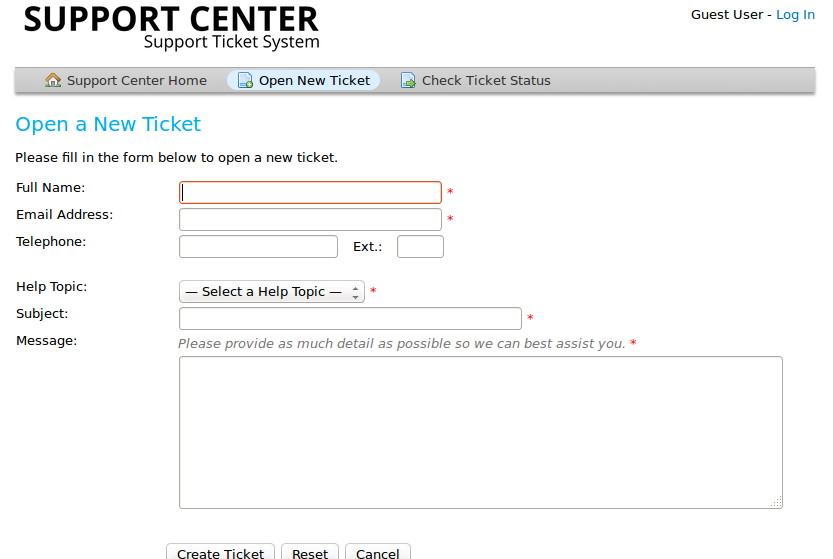 SUPPORT CENTER
Support Ticket System
Guest User - Log In
Support Center Home Open New Ticket Check Ticket Status
Open a New Ticket
Please fill in the form below to open a new ticket.
Full Name: *
Email Address: *
Telephone: Ext.:
Help Topic: — Select a Help Topic — *
Subject: *
Message: Please provide as much detail as possible so we can best assist you. *
Create Ticket Reset Cancel